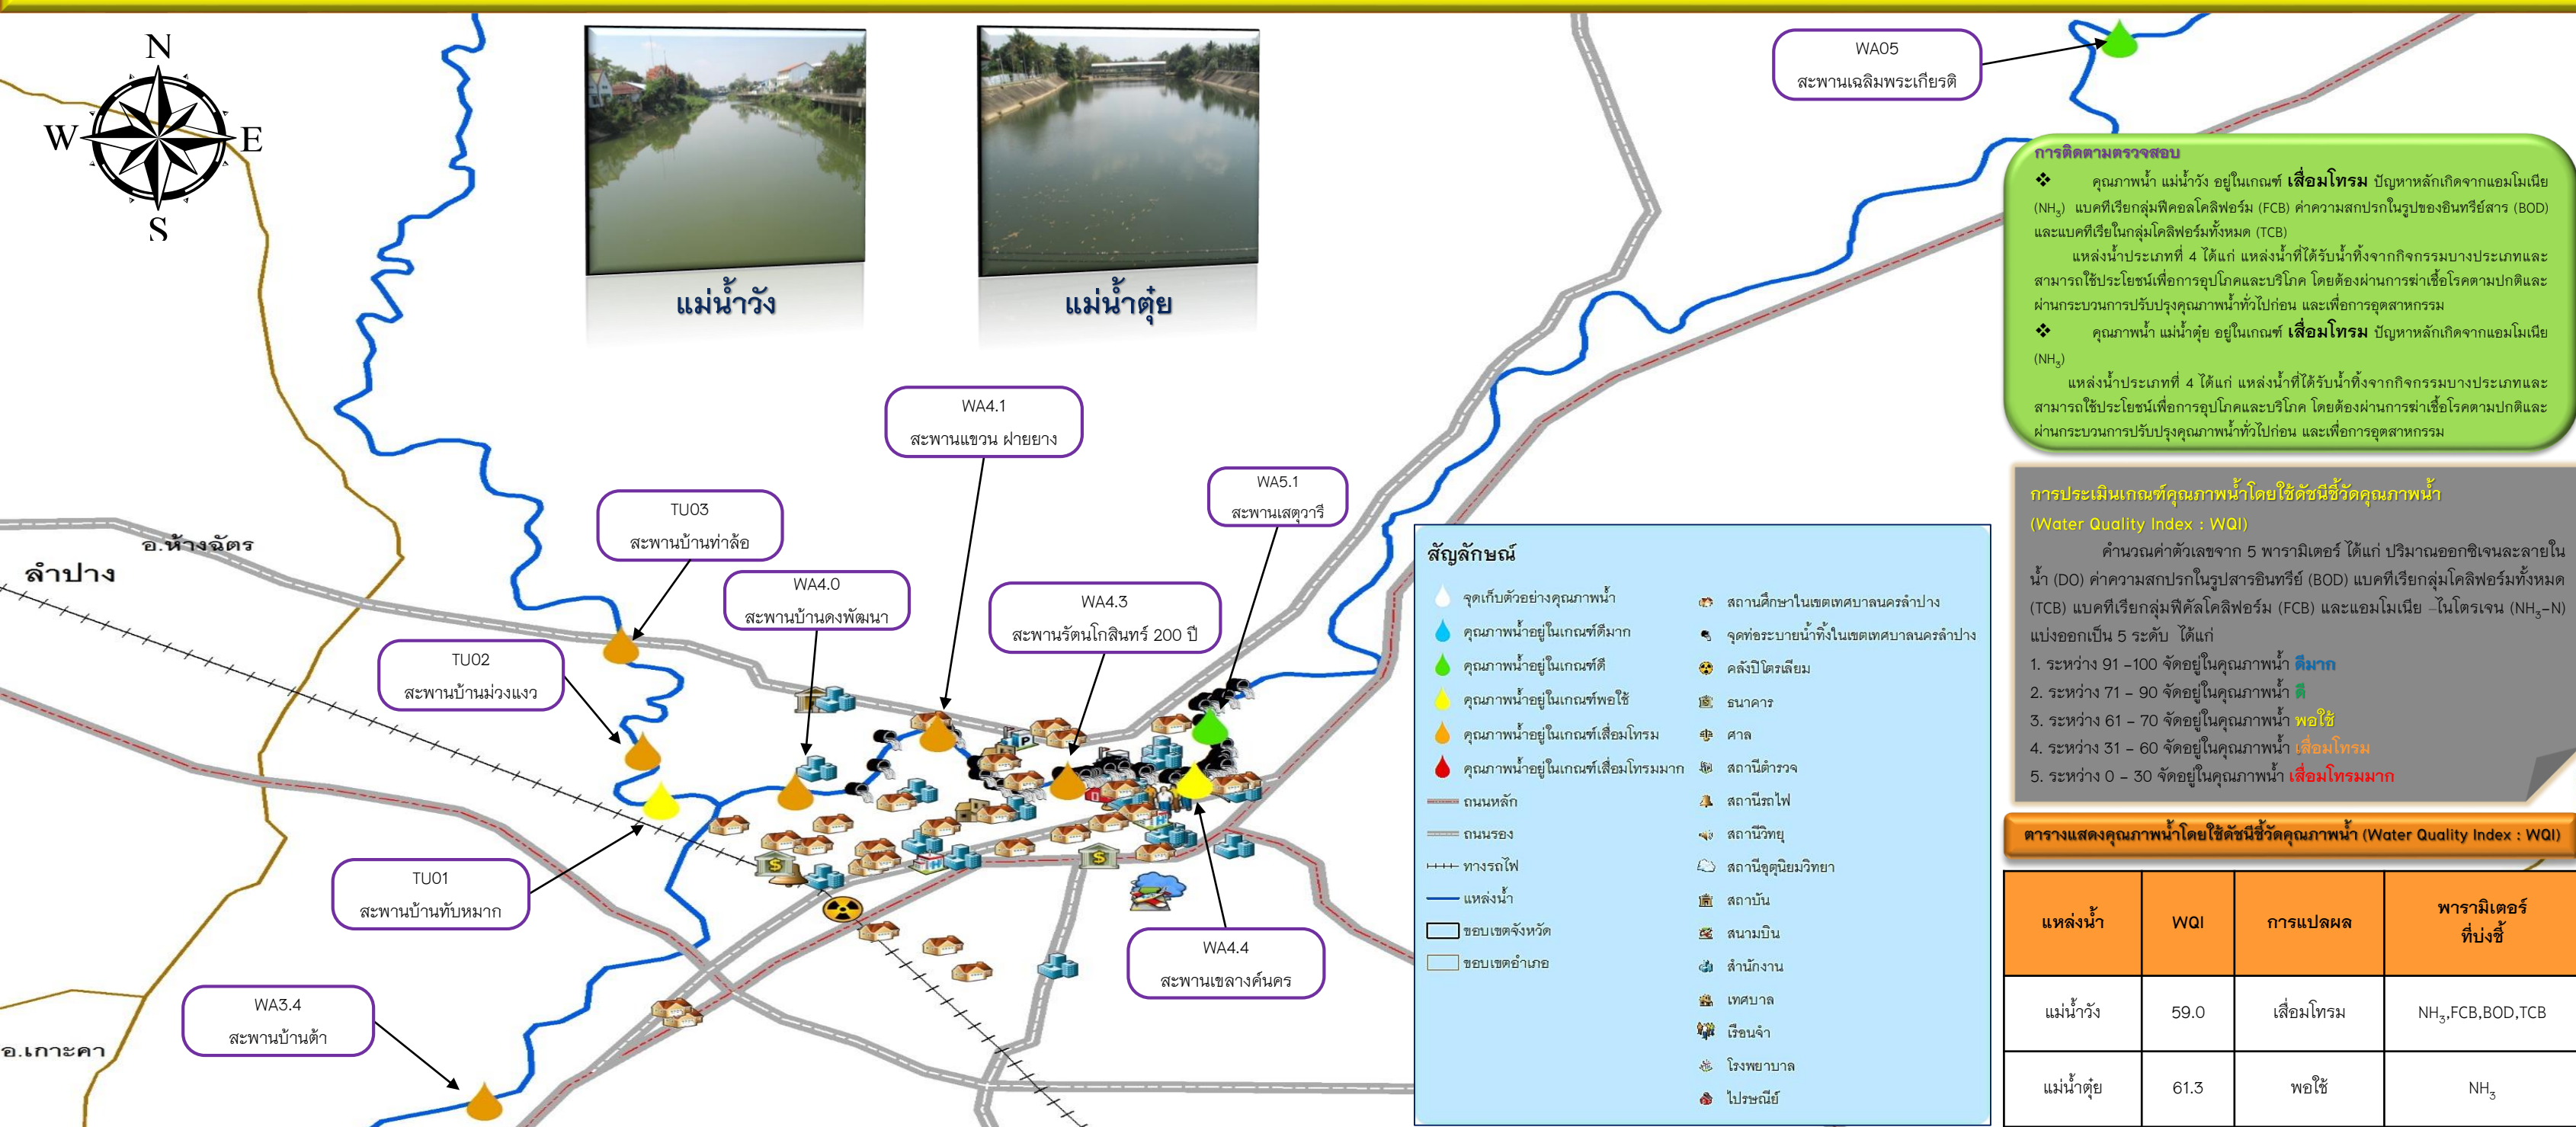 N
W
E
S
แม่น้ำวัง
แม่น้ำตุ๋ย
WA05
สะพานเฉลิมพระเกียรติ
WA4.1
สะพานแขวน ฝายยาง
WA5.1
สะพานเสตุวารี
TU03
สะพานบ้านท่าล้อ
WA4.0
สะพานบ้านดงพัฒนา
WA4.3
สะพานรัตนโกสินทร์ 200 ปี
TU02
สะพานบ้านม่วงแงว
TU01
สะพานบ้านทับหมาก
WA4.4
สะพานเขลางค์นคร
WA3.4
สะพานบ้านต้า
อ.ห้างฉัตร
ลำปาง
อ.เกาะคา
สัญลักษณ์
จุดเก็บตัวอย่างคุณภาพน้ำ
คุณภาพน้ำอยู่ในเกณฑ์ดีมาก
คุณภาพน้ำอยู่ในเกณฑ์ดี
คุณภาพน้ำอยู่ในเกณฑ์พอใช้
คุณภาพน้ำอยู่ในเกณฑ์เสื่อมโทรม
คุณภาพน้ำอยู่ในเกณฑ์เสื่อมโทรมมาก
ถนนหลัก
ถนนรอง
ทางรถไฟ
แหล่งน้ำ
ขอบเขตจังหวัด
ขอบเขตอำเภอ
สถานศึกษาในเขตเทศบาลนครลำปาง
จุดท่อระบายน้ำทิ้งในเขตเทศบาลนครลำปาง
คลังปิโตรเลียม
ธนาคาร
ศาล
สถานีตำรวจ
สถานีรถไฟ
สถานีวิทยุ
สถานีอุตุนิยมวิทยา
สถาบัน
สนามบิน
สำนักงาน
เทศบาล
เรือนจำ
โรงพยาบาล
ไปรษณีย์
การติดตามตรวจสอบ
❖ คุณภาพน้ำ แม่น้ำวัง อยู่ในเกณฑ์ เสื่อมโทรม ปัญหาหลักเกิดจากแอมโมเนีย
(NH₃) แบคทีเรียกลุ่มฟีคอลโคลิฟอร์ม (FCB) ค่าความสกปรกในรูปของอินทรีย์สาร (BOD)
และแบคทีเรียในกลุ่มโคลิฟอร์มทั้งหมด (TCB)
แหล่งน้ำประเภทที่ 4 ได้แก่ แหล่งน้ำที่ได้รับน้ำทิ้งจากกิจกรรมบางประเภทและ
สามารถใช้ประโยชน์เพื่อการอุปโภคและบริโภค โดยต้องผ่านการฆ่าเชื้อโรคตามปกติและ
ผ่านกระบวนการปรับปรุงคุณภาพน้ำทั่วไปก่อน และเพื่อการอุตสาหกรรม
❖ คุณภาพน้ำ แม่น้ำตุ๋ย อยู่ในเกณฑ์ เสื่อมโทรม ปัญหาหลักเกิดจากแอมโมเนีย
(NH₃)
แหล่งน้ำประเภทที่ 4 ได้แก่ แหล่งน้ำที่ได้รับน้ำทิ้งจากกิจกรรมบางประเภทและ
สามารถใช้ประโยชน์เพื่อการอุปโภคและบริโภค โดยต้องผ่านการฆ่าเชื้อโรคตามปกติและ
ผ่านกระบวนการปรับปรุงคุณภาพน้ำทั่วไปก่อน และเพื่อการอุตสาหกรรม
การประเมินเกณฑ์คุณภาพน้ำโดยใช้ดัชนีชี้วัดคุณภาพน้ำ
(Water Quality Index : WQI)
คำนวณค่าตัวเลขจาก 5 พารามิเตอร์ ได้แก่ ปริมาณออกซิเจนละลายใน
น้ำ (DO) ค่าความสกปรกในรูปสารอินทรีย์ (BOD) แบคทีเรียกลุ่มโคลิฟอร์มทั้งหมด
(TCB) แบคทีเรียกลุ่มฟีคัลโคลิฟอร์ม (FCB) และแอมโมเนีย –ไนโตรเจน (NH₃–N)
แบ่งออกเป็น 5 ระดับ ได้แก่
1. ระหว่าง 91 –100 จัดอยู่ในคุณภาพน้ำ ดีมาก
2. ระหว่าง 71 – 90 จัดอยู่ในคุณภาพน้ำ ดี
3. ระหว่าง 61 – 70 จัดอยู่ในคุณภาพน้ำ พอใช้
4. ระหว่าง 31 – 60 จัดอยู่ในคุณภาพน้ำ เสื่อมโทรม
5. ระหว่าง 0 – 30 จัดอยู่ในคุณภาพน้ำ เสื่อมโทรมมาก
ตารางแสดงคุณภาพน้ำโดยใช้ดัชนีชี้วัดคุณภาพน้ำ (Water Quality Index : WQI)
แหล่งน้ำ WQI การแปลผล พารามิเตอร์
ที่บ่งชี้
แม่น้ำวัง 59.0 เสื่อมโทรม NH₃,FCB,BOD,TCB
แม่น้ำตุ๋ย 61.3 พอใช้ NH₃